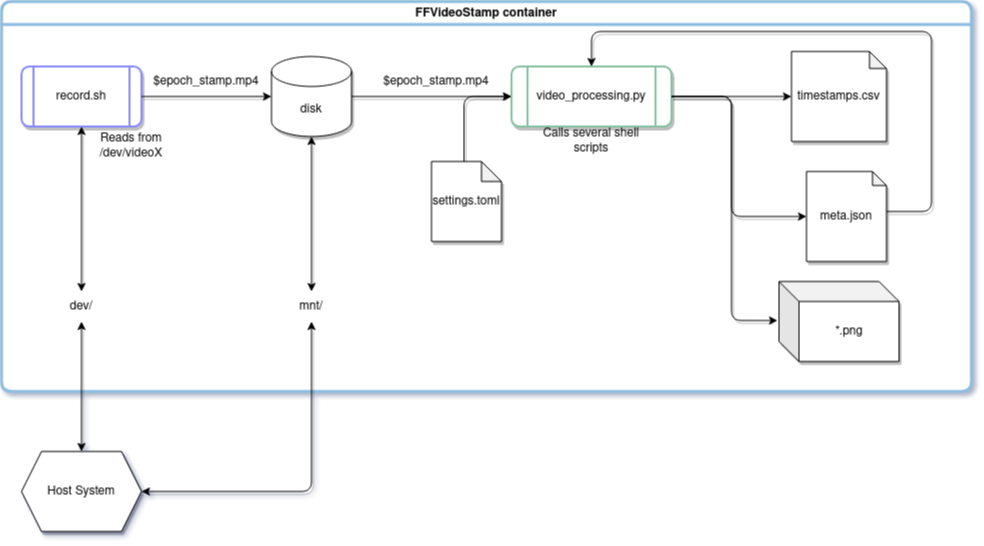 FFVideoStamp container
record.sh
$epoch_stamp.mp4
disk
$epoch_stamp.mp4
video_processing.py
timestamps.csv
Reads from
/dev/videoX
Calls several shell
scripts
settings.toml
meta.json
dev/
mnt/
*.png
Host System